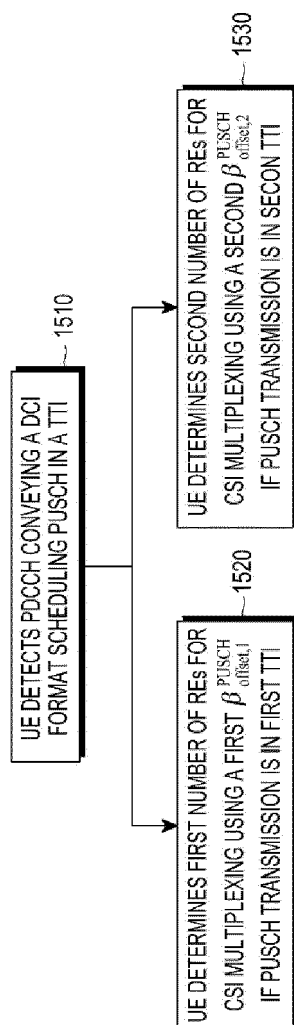 UE DETECTS PDCCH CONVEYING A DCI
FORMAT SCHEDULING PUSCH IN A TTI
1510
UE DETERMINES FIRST NUMBER OF REs FOR
CSI MULTIPLEXING USING A FIRST β^PUSCH_offset,1
IF PUSCH TRANSMISSION IS IN FIRST TTI
1520
UE DETERMINES SECOND NUMBER OF REs FOR
CSI MULTIPLEXING USING A SECOND β^PUSCH_offset,2
IF PUSCH TRANSMISSION IS IN SECON TTI
1530